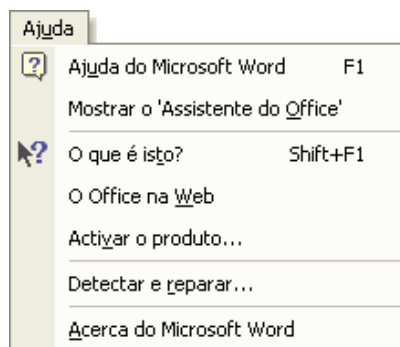 Ajuda
Ajuda do Microsoft Word F1
Mostrar o 'Assistente do Office'
O que é isto? Shift+F1
O Office na Web
Activar o produto...
Detectar e reparar...
Acerca do Microsoft Word